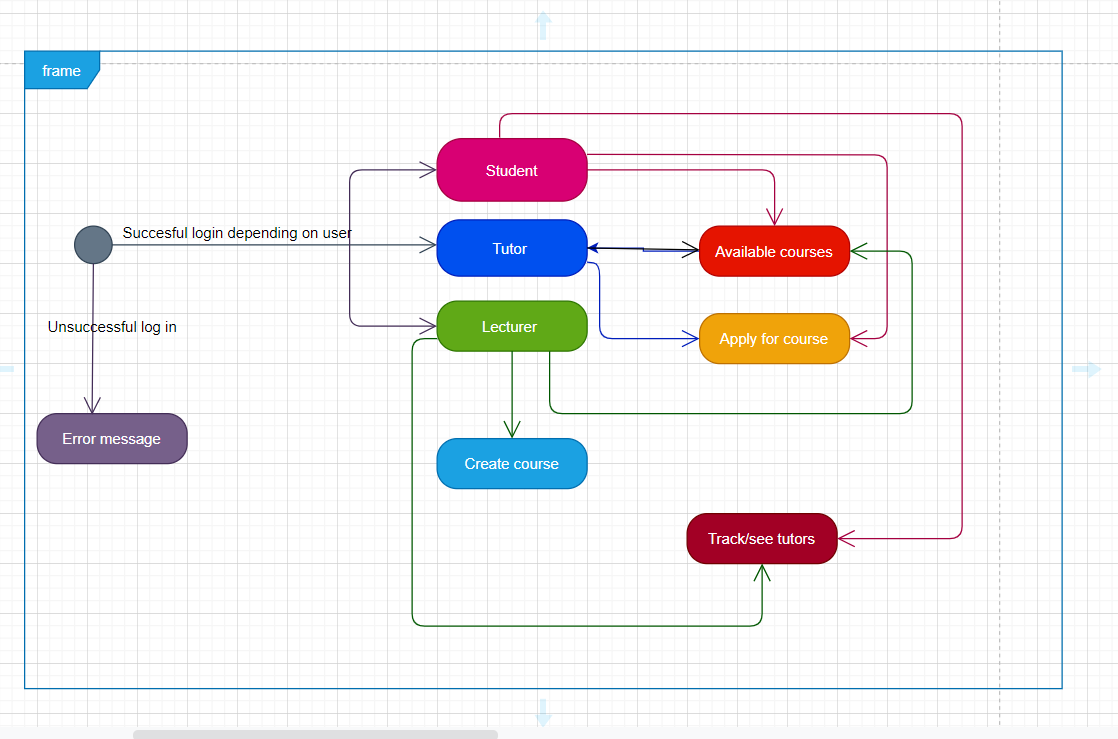 frame
Student
Succesful login depending on user
Tutor
Available courses
Unsuccessful log in
Lecturer
Apply for course
Error message
Create course
Track/see tutors